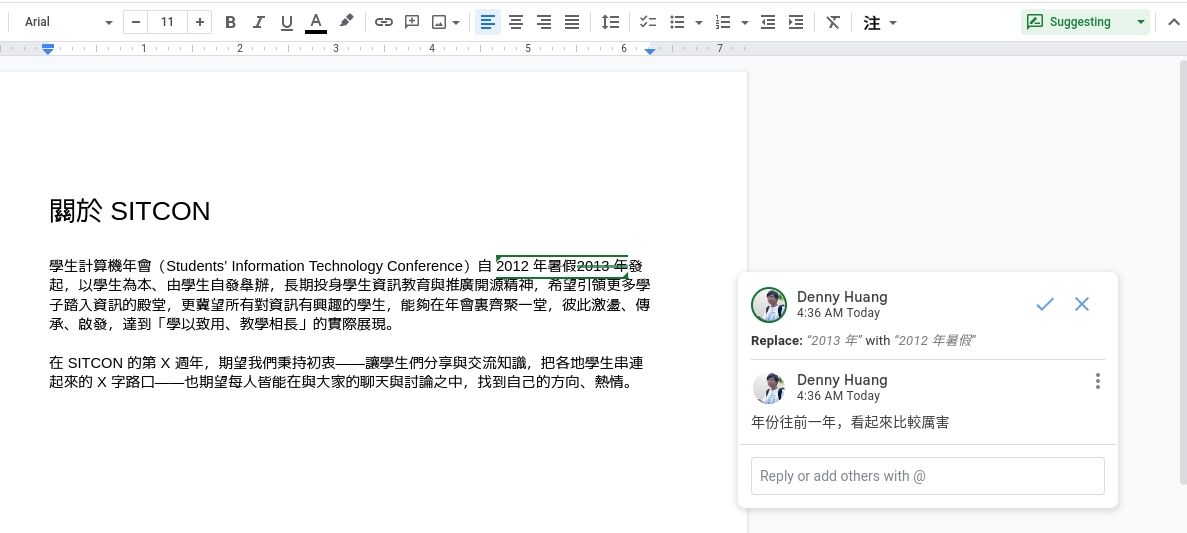 Arial
11
B I U A
注
Suggesting
1 2 3 4 5 6 7
關於 SITCON
學生計算機年會（Students’ Information Technology Conference）自 2012 年暑假2013 年發
起，以學生為本、由學生自發舉辦，長期投身學生資訊教育與推廣開源精神，希望引領更多學
子踏入資訊的殿堂，更冀望所有對資訊有興趣的學生，能夠在年會裏齊聚一堂，彼此激盪、傳
承、啟發，達到「學以致用、教學相長」的實際展現。
在 SITCON 的第 X 週年，期望我們秉持初衷——讓學生們分享與交流知識，把各地學生串連
起來的 X 字路口——也期望每人皆能在與大家的聊天與討論之中，找到自己的方向、熱情。
Denny Huang
4:36 AM Today
Replace: “2013 年” with “2012 年暑假”
Denny Huang
4:36 AM Today
年份往前一年，看起來比較厲害
Reply or add others with @